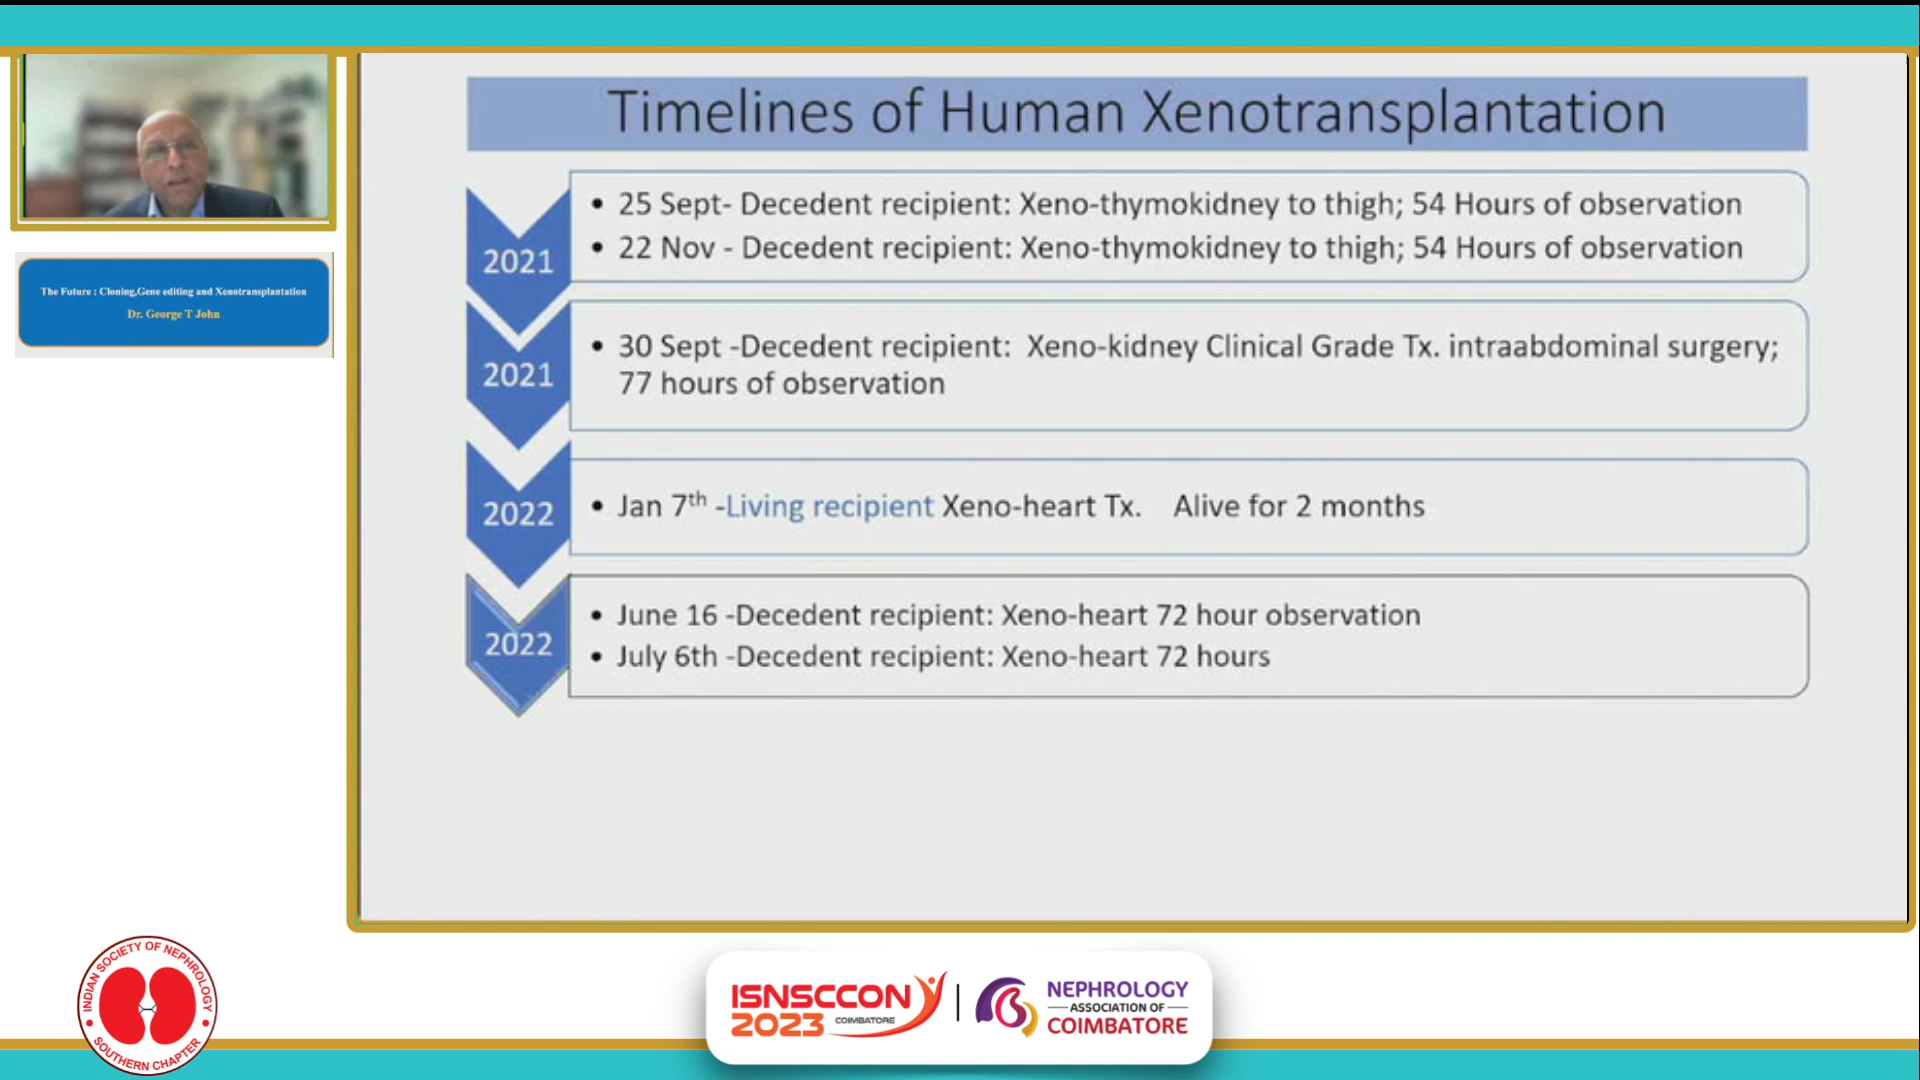 Timelines of Human Xenotransplantation
The Future : Cloning,Gene editing and Xenotransplantation
Dr. George T John
2021
• 25 Sept- Decedent recipient: Xeno-thymokidney to thigh; 54 Hours of observation
• 22 Nov - Decedent recipient: Xeno-thymokidney to thigh; 54 Hours of observation
2021
• 30 Sept -Decedent recipient: Xeno-kidney Clinical Grade Tx. intraabdominal surgery;
77 hours of observation
2022
• Jan 7th -Living recipient Xeno-heart Tx. Alive for 2 months
2022
• June 16 -Decedent recipient: Xeno-heart 72 hour observation
• July 6th -Decedent recipient: Xeno-heart 72 hours
INDIAN SOCIETY OF NEPHROLOGY
SOUTHERN CHAPTER
ISNSCCON
2023 COIMBATORE
NEPHROLOGY
ASSOCIATION OF
COIMBATORE